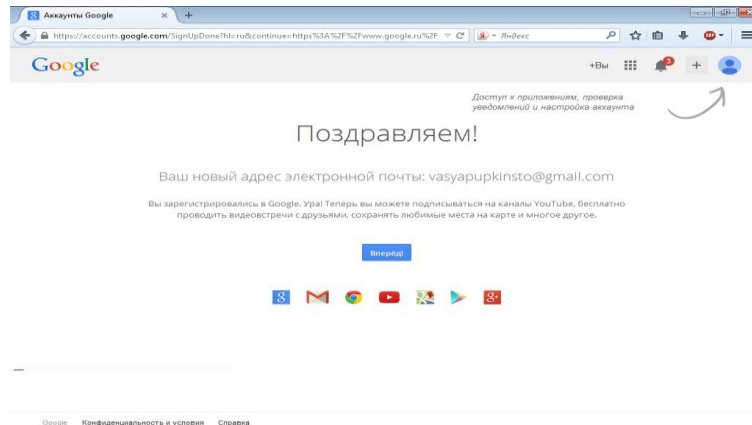 Аккаунты Google
https://accounts.google.com/SignUpDone?hl=ru&continue=https%3A%2F%2Fwww.google.ru%2F
Яндекс
Google
+Вы
3
Доступ к приложениям, проверка
уведомлений и настройка аккаунта
Поздравляем!
Ваш новый адрес электронной почты: vasyapupkinsto@gmail.com
Вы зарегистрировались в Google. Ура! Теперь вы можете подписываться на каналы YouTube, бесплатно
проводить видеовстречи с друзьями, сохранять любимые места на карте и многое другое.
Вперед!
Google Конфиденциальность и условия Справка